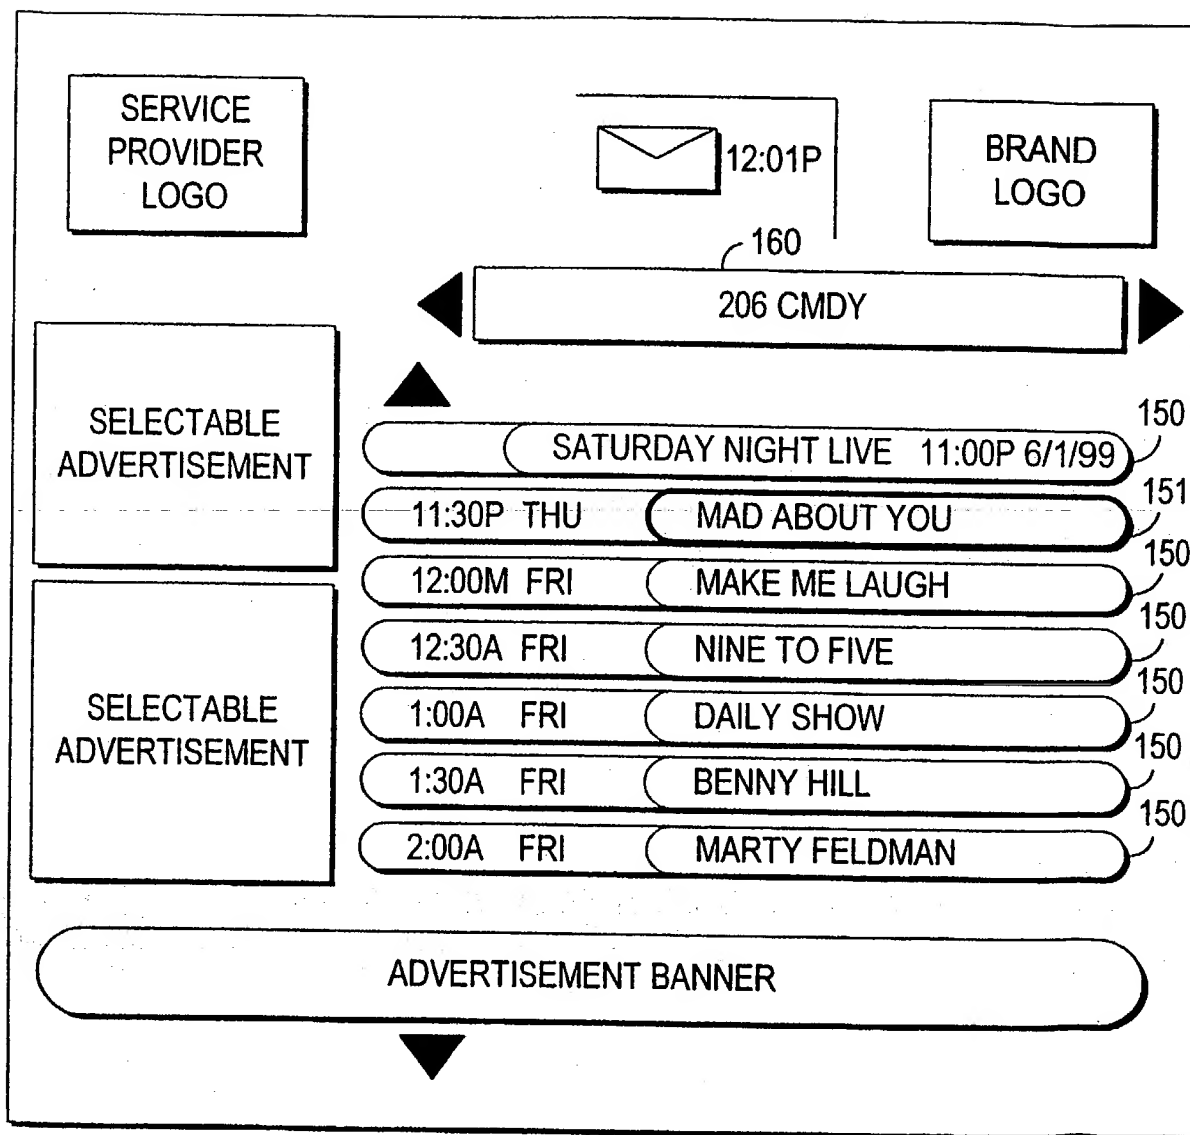 SERVICE
PROVIDER
LOGO
12:01P
BRAND
LOGO
160
206 CMDY
SELECTABLE
ADVERTISEMENT
SATURDAY NIGHT LIVE 11:00P 6/1/99 150
11:30P THU MAD ABOUT YOU 151
12:00M FRI MAKE ME LAUGH 150
12:30A FRI NINE TO FIVE 150
SELECTABLE
ADVERTISEMENT
1:00A FRI DAILY SHOW 150
1:30A FRI BENNY HILL 150
2:00A FRI MARTY FELDMAN 150
ADVERTISEMENT BANNER